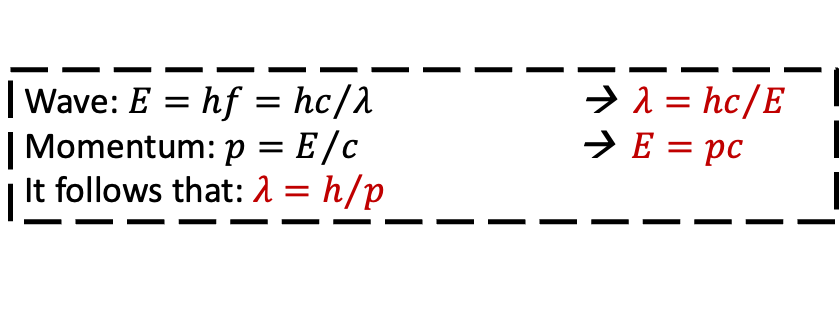 Wave: E = hf = hc/λ → λ = hc/E
Momentum: p = E/c → E = pc
It follows that: λ = h/p